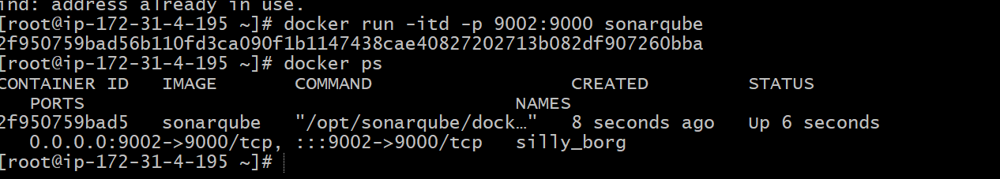 ind: address already in use.
[root@ip-172-31-4-195 ~]# docker run -itd -p 9002:9000 sonarqube
2f950759bad56b110fd3ca090f1b1147438cae40827202713b082df907260bba
[root@ip-172-31-4-195 ~]# docker ps
CONTAINER ID   IMAGE       COMMAND                  CREATED         STATUS
   PORTS                                       NAMES
2f950759bad5   sonarqube   "/opt/sonarqube/dock…"   8 seconds ago   Up 6 seconds
   0.0.0.0:9002->9000/tcp, :::9002->9000/tcp   silly_borg
[root@ip-172-31-4-195 ~]#